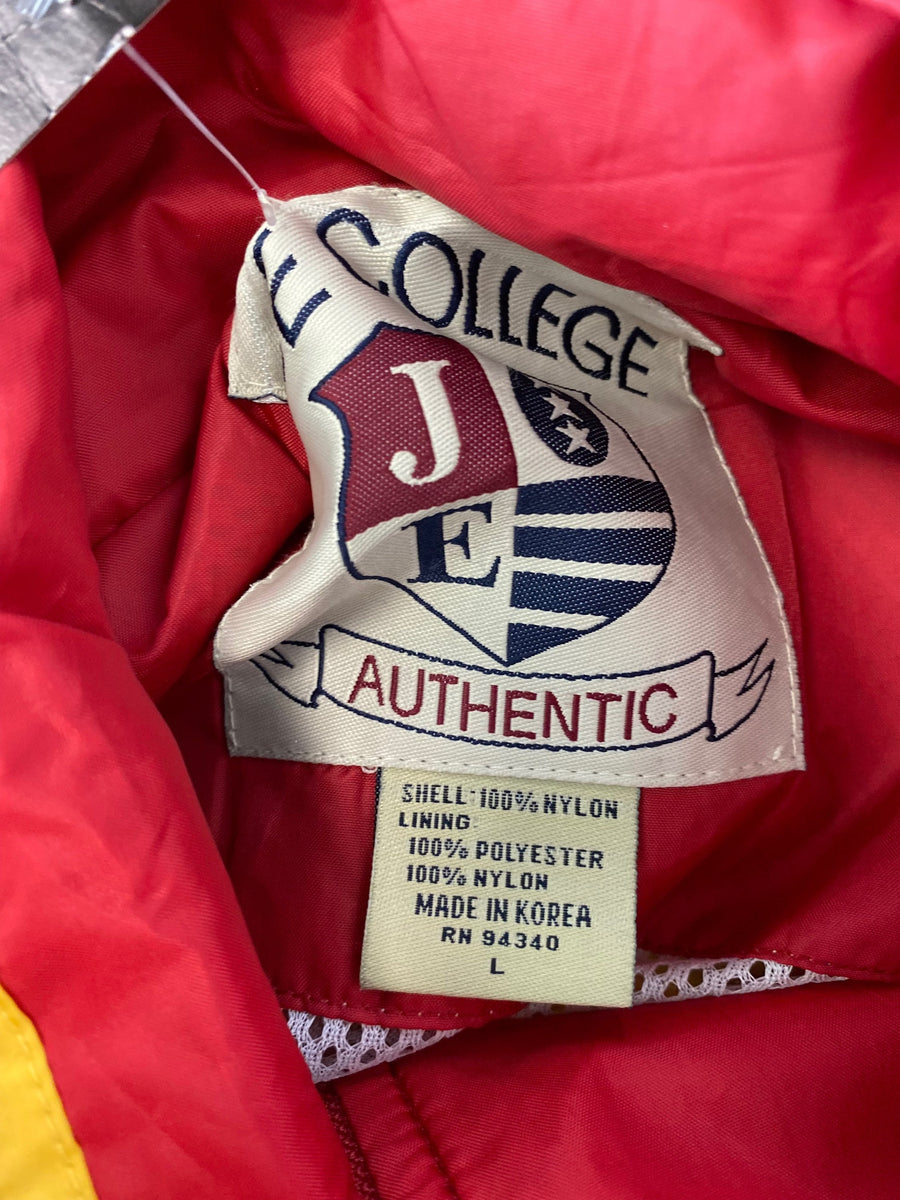 E COLLEGE
J
E
AUTHENTIC
SHELL: 100% NYLON
LINING:
100% POLYESTER
100% NYLON
MADE IN KOREA
RN 94340
L